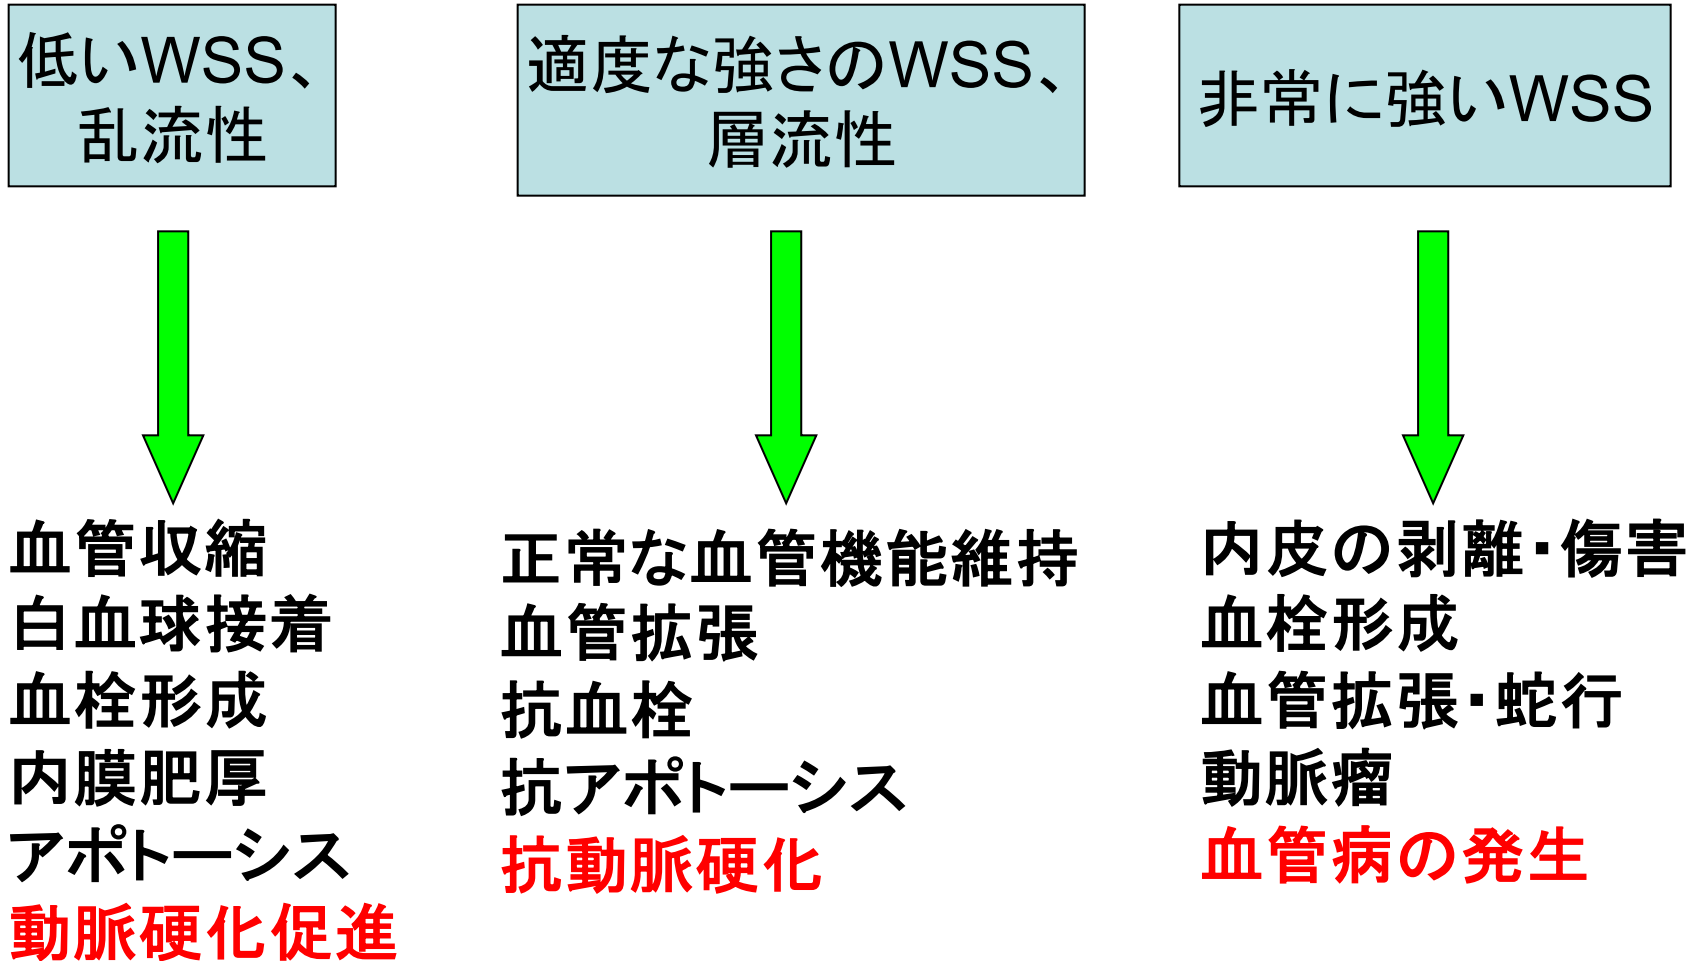 低いWSS、
乱流性
適度な強さのWSS、
層流性
非常に強いWSS
血管収縮
白血球接着
血栓形成
内膜肥厚
アポトーシス
動脈硬化促進
正常な血管機能維持
血管拡張
抗血栓
抗アポトーシス
抗動脈硬化
内皮の剥離・傷害
血栓形成
血管拡張・蛇行
動脈瘤
血管病の発生